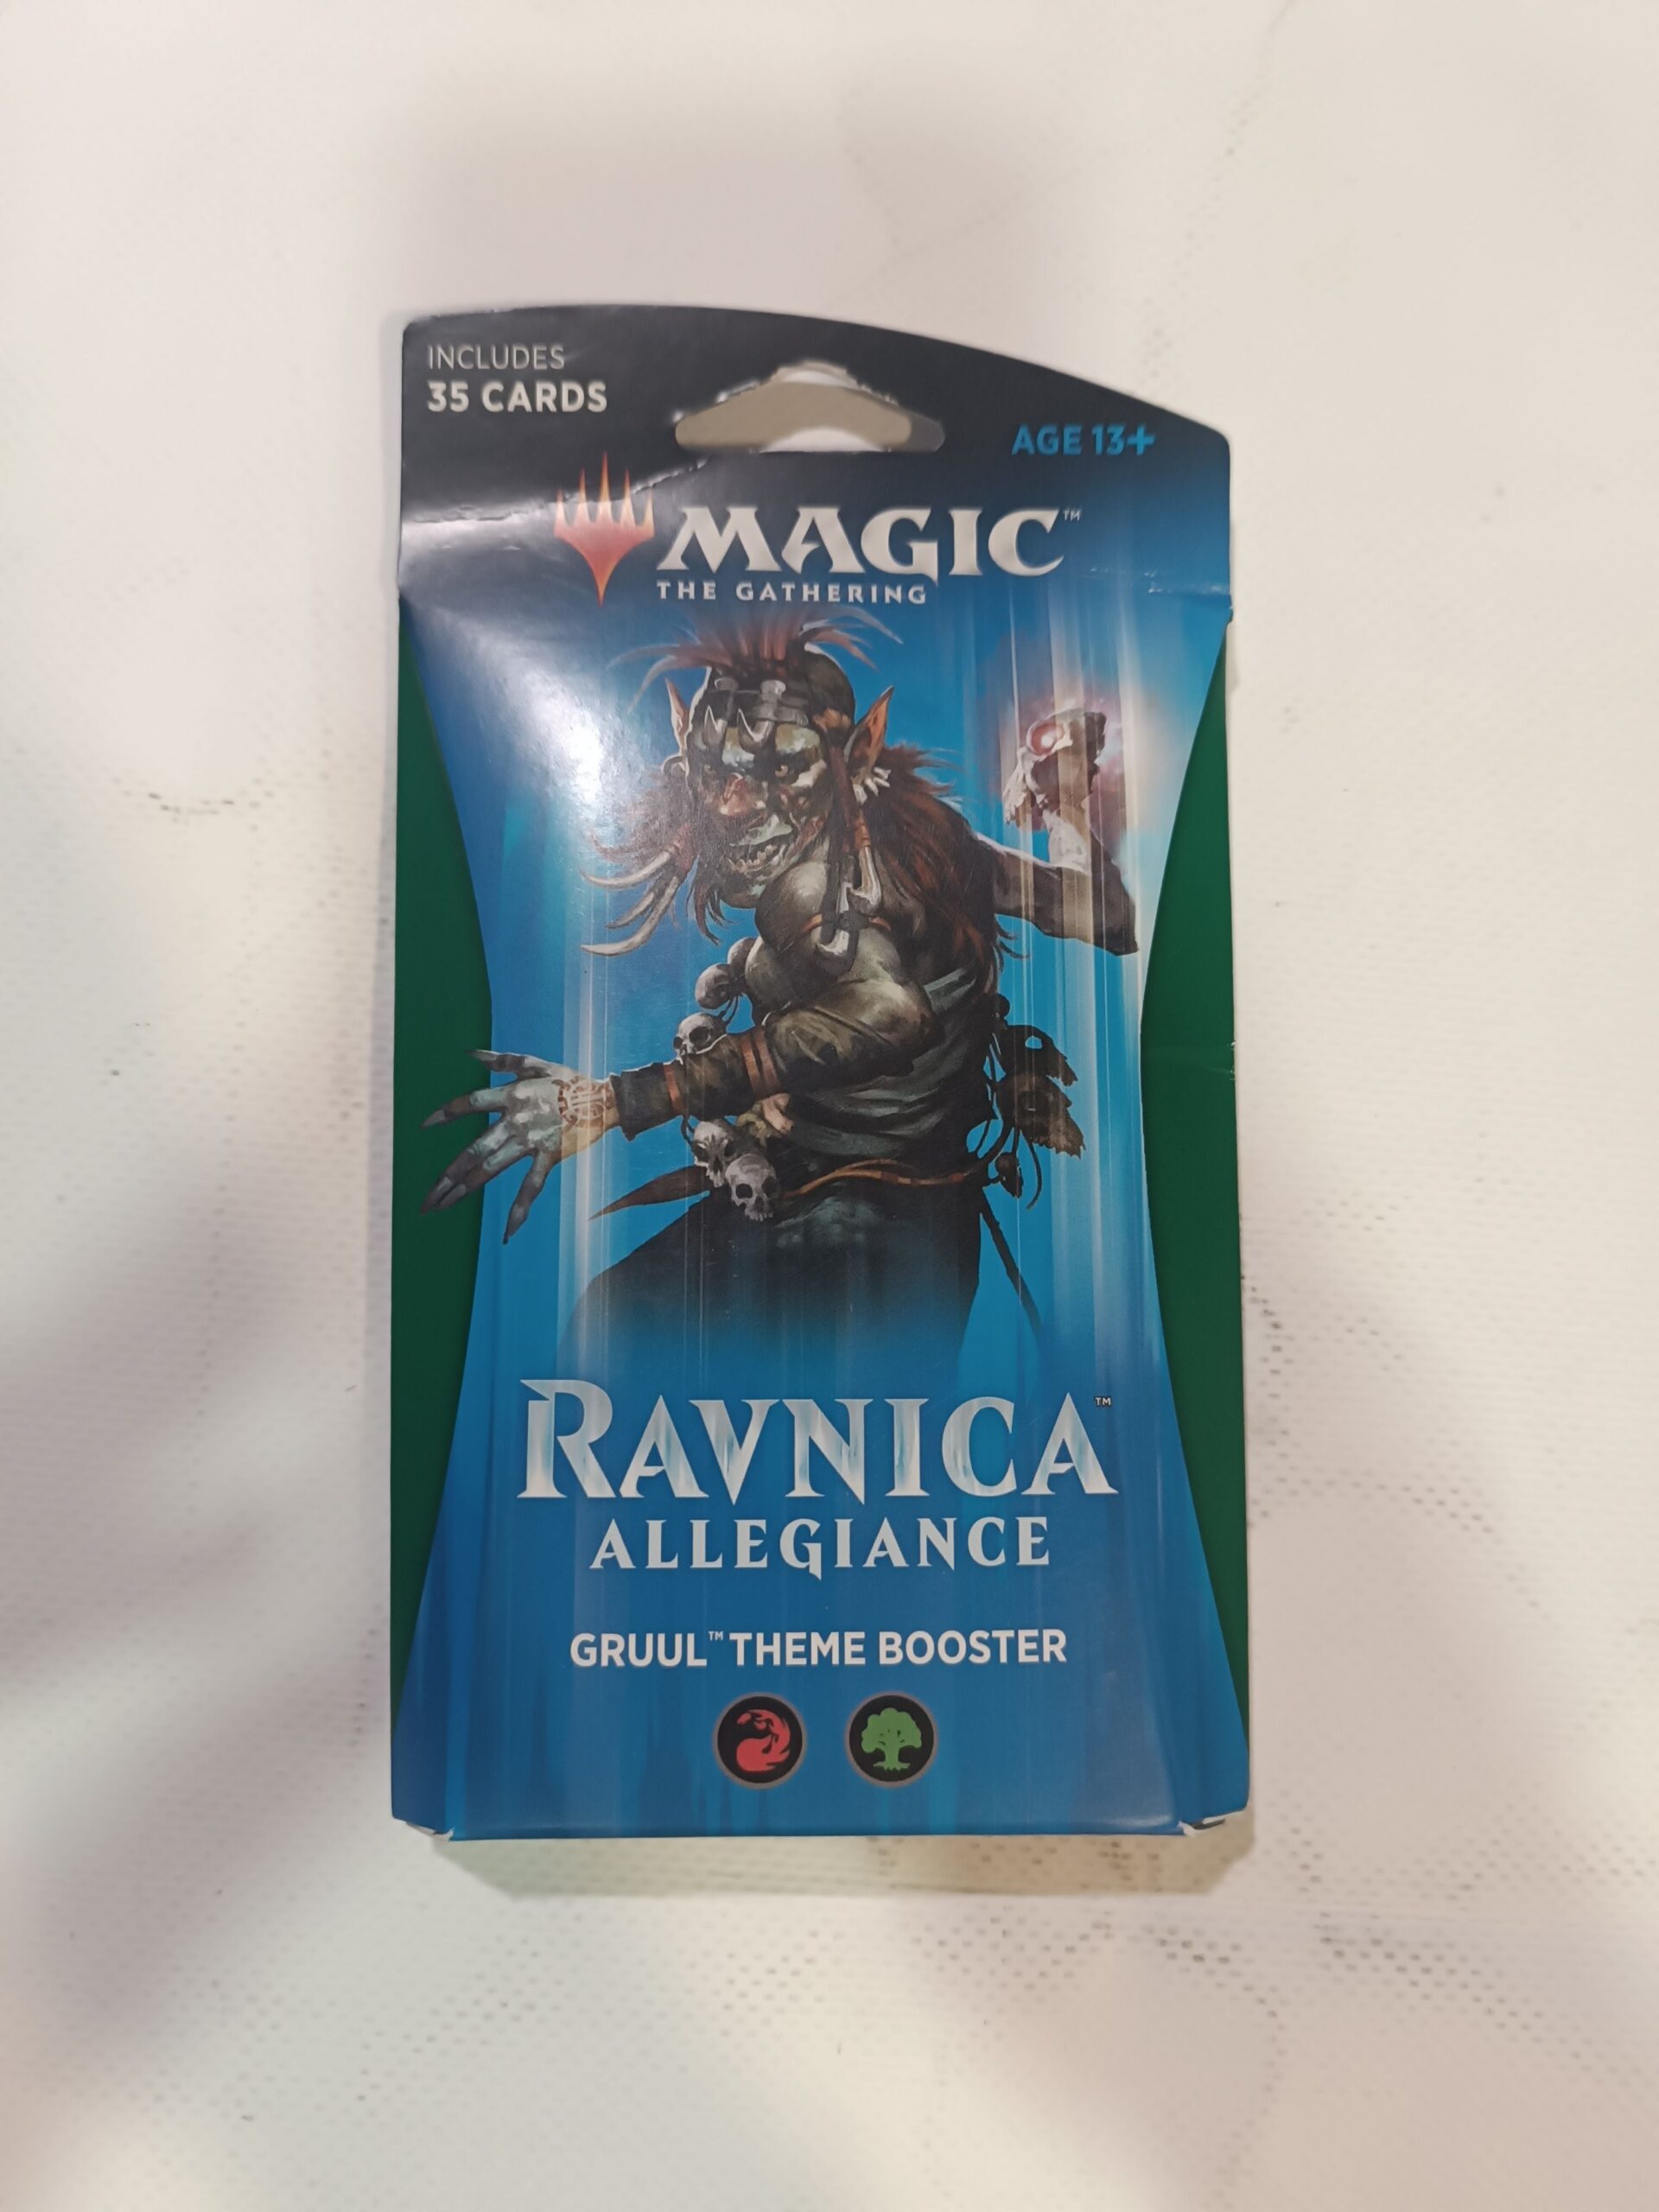 INCLUDES
35 CARDS
AGE 13+
MAGIC™
THE GATHERING
RAVNICA™
ALLEGIANCE
GRUUL™ THEME BOOSTER